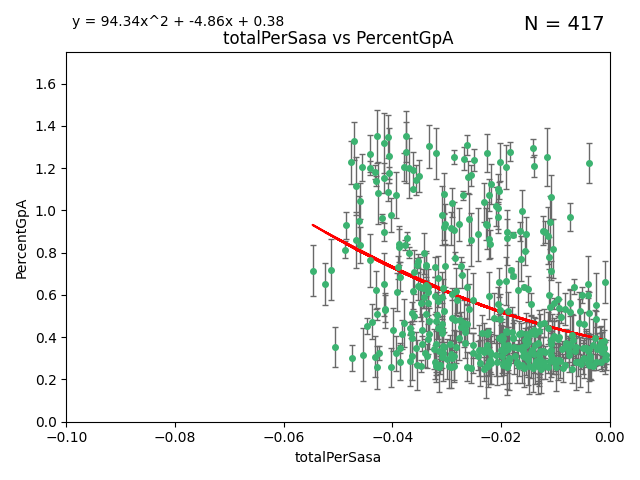 y = 94.34x^2 + -4.86x + 0.38
N = 417
totalPerSasa vs PercentGpA
PercentGpA
1.6
1.4
1.2
1.0
0.8
0.6
0.4
0.2
0.0
−0.10 −0.08 −0.06 −0.04 −0.02 0.00
totalPerSasa